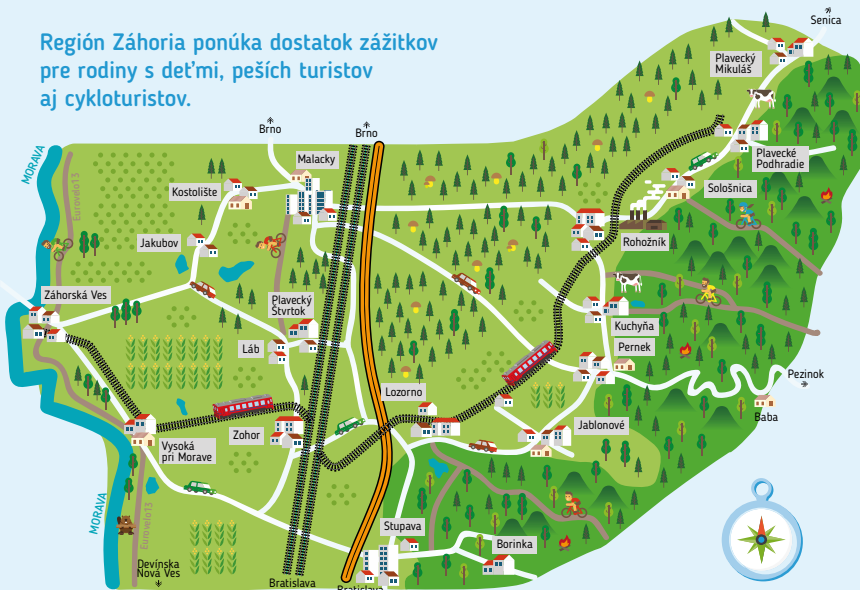 Región Záhoria ponúka dostatok zážitkov
pre rodiny s deťmi, peších turistov
aj cykloturistov.
Senica
Plavecký
Mikuláš
Brno
Brno
MORAVA
Malacky
Plavecké
Podhradie
Eurovelo13
Kostolište
Sološnica
Jakubov
Rohožník
Záhorská Ves
Plavecký
Štvrtok
Kuchyňa
Láb
Pernek
Pezinok
Lozorno
Baba
Zohor
Jablonové
Vysoká
pri Morave
MORAVA
Eurovelo13
Stupava
Borinka
Devínska
Nová Ves
Bratislava
Bratislava